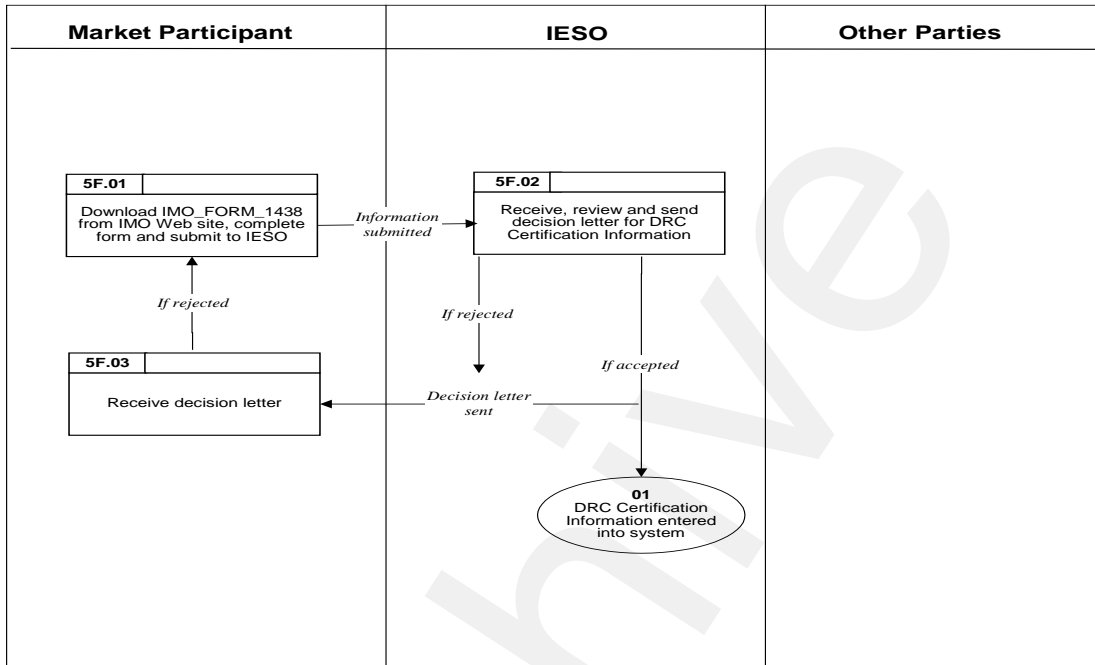 Market Participant
IESO
Other Parties
5F.01
Download IMO_FORM_1438
from IMO Web site, complete
form and submit to IESO
Information
submitted
5F.02
Receive, review and send
decision letter for DRC
Certification Information
If rejected
If rejected
5F.03
Receive decision letter
If accepted
Decision letter
sent
01
DRC Certification
Information entered
into system
hive